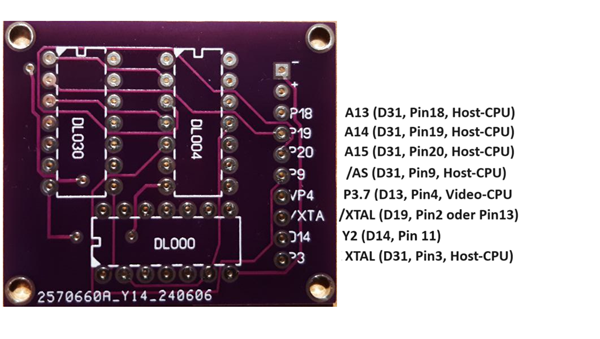 DL030
DL004
DL000
-
+
P18
P19
P20
P9
VP4
/XTA
D14
P3
2570660A_Y14_240606
A13 (D31, Pin18, Host-CPU)
A14 (D31, Pin19, Host-CPU)
A15 (D31, Pin20, Host-CPU)
/AS (D31, Pin9, Host-CPU)
P3.7 (D13, Pin4, Video-CPU
/XTAL (D19, Pin2 oder Pin13)
Y2 (D14, Pin 11)
XTAL (D31, Pin3, Host-CPU)